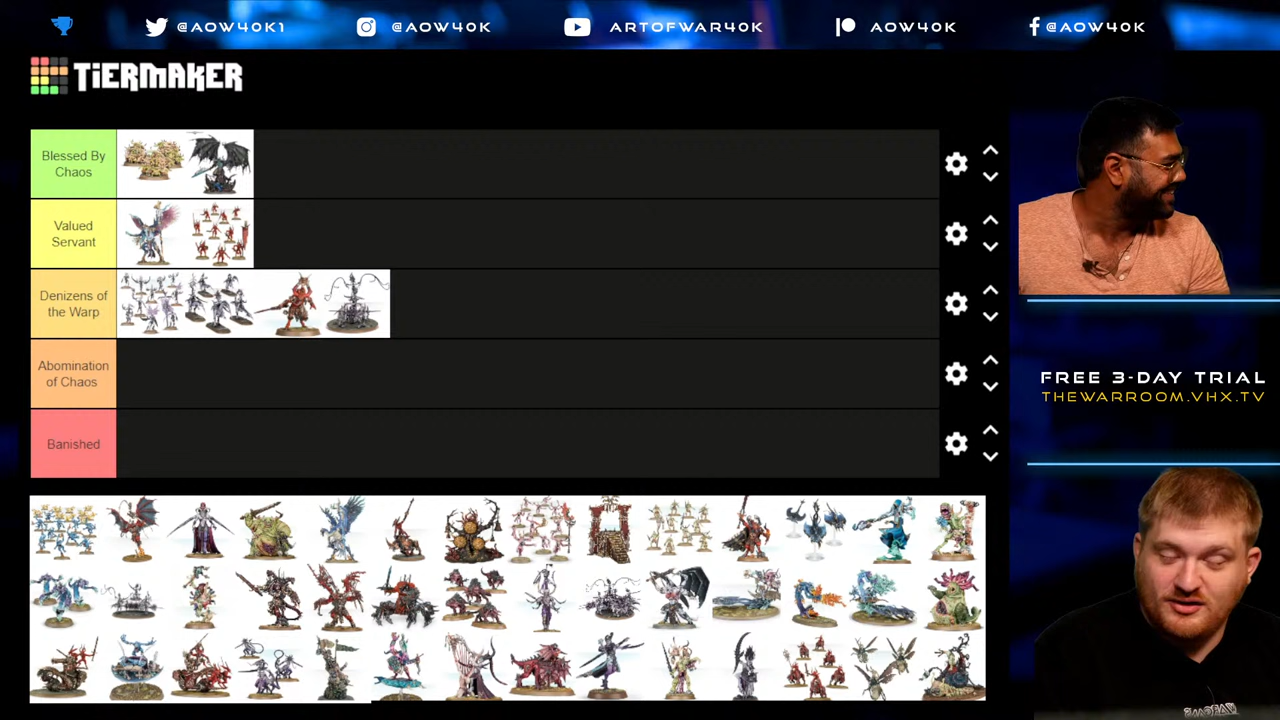 @AOW40K1 @AOW40K ARTOFWAR40K AOW40K @AOW40K
TiERMAKER
Blessed By
Chaos
Valued
Servant
Denizens of
the Warp
Abomination
of Chaos
Banished
FREE 3-DAY TRIAL
THEWARROOM.VHX.TV